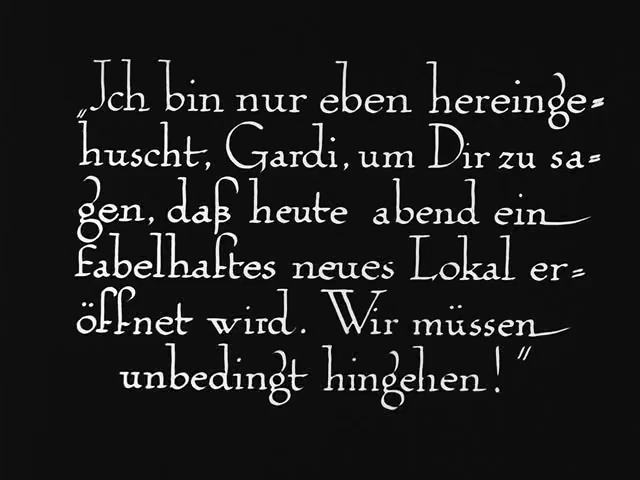 „Ich bin nur eben hereinge=
huscht, Gardi, um Dir zu sa=
gen, daß heute abend ein
fabelhaftes neues Lokal er=
öffnet wird. Wir müssen
unbedingt hingehen!"